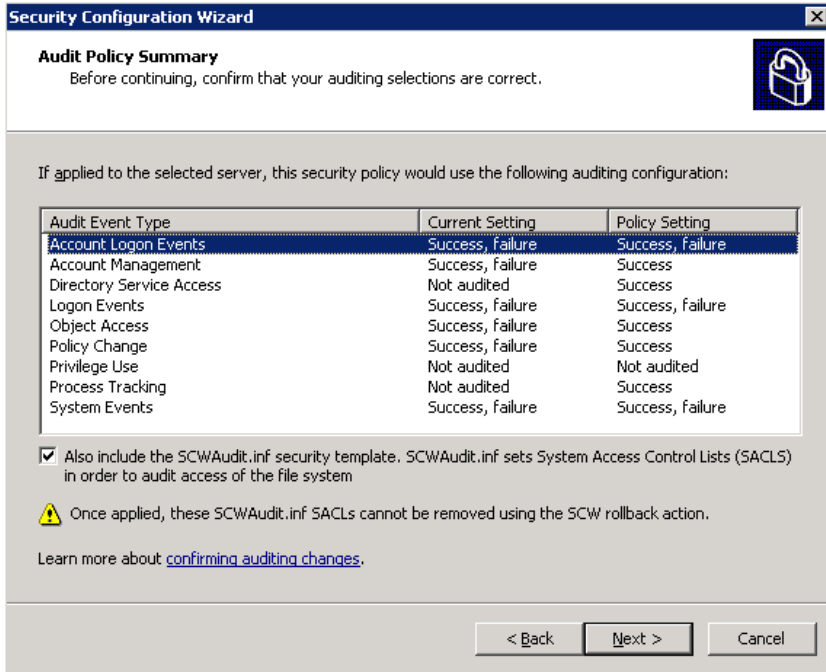 Security Configuration Wizard
Audit Policy Summary
Before continuing, confirm that your auditing selections are correct.
If applied to the selected server, this security policy would use the following auditing configuration:
Audit Event Type Current Setting Policy Setting
Account Logon Events Success, failure Success, failure
Account Management Success, failure Success
Directory Service Access Not audited Success
Logon Events Success, failure Success, failure
Object Access Success, failure Success
Policy Change Success, failure Success
Privilege Use Not audited Not audited
Process Tracking Not audited Success
System Events Success, failure Success, failure
Also include the SCWAudit.inf security template. SCWAudit.inf sets System Access Control Lists (SACLS)
in order to audit access of the file system
Once applied, these SCWAudit.inf SACLs cannot be removed using the SCW rollback action.
Learn more about confirming auditing changes.
< Back Next > Cancel